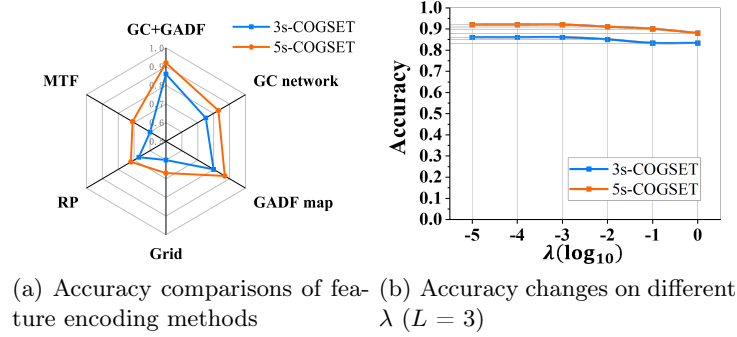 GC+GADF
3s-COGSET
5s-COGSET
1.0
0.9
0.8
0.7
0.6
MTF
GC network
RP
GADF map
Grid
Accuracy
1.0
0.9
0.8
0.7
0.6
0.5
0.4
0.3
0.2
0.1
0.0
3s-COGSET
5s-COGSET
-5 -4 -3 -2 -1 0
λ(log10)
(a) Accuracy comparisons of fea-
ture encoding methods
(b) Accuracy changes on different
λ (L = 3)